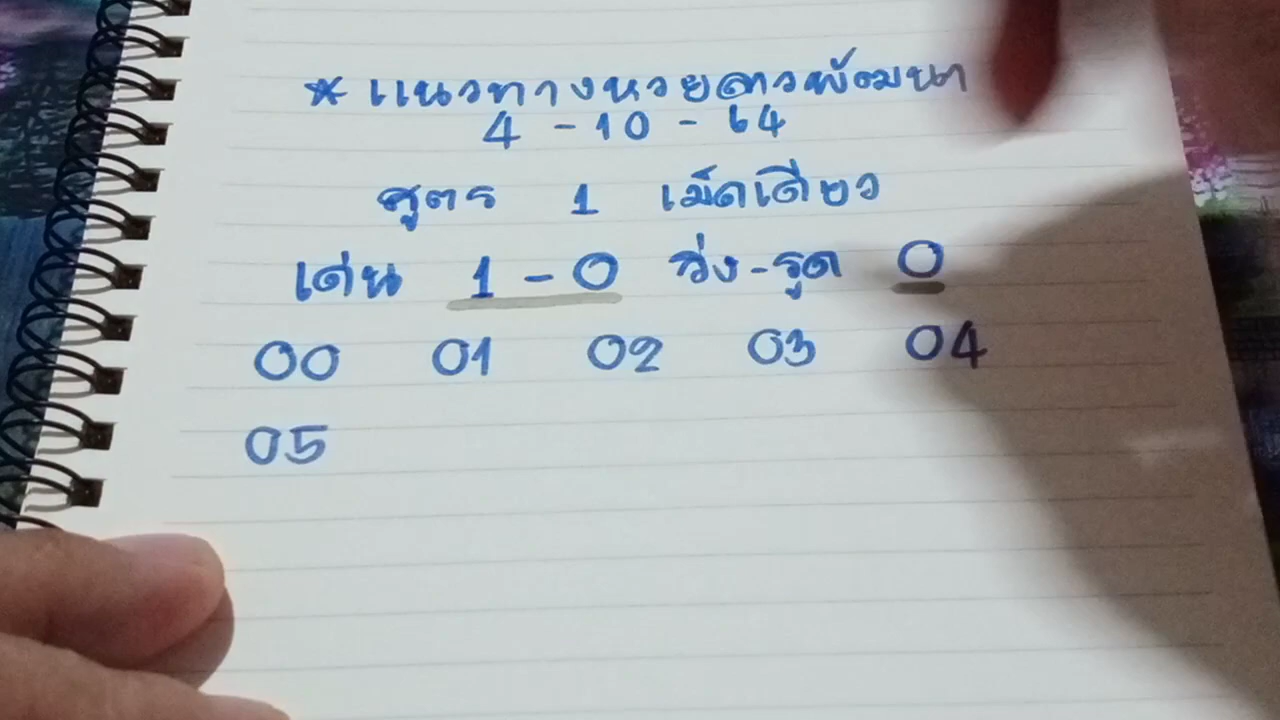 * แนวทางหวยลาวพัฒนา
4 - 10 - 64
สูตร 1 เม็ดเดียว
เด่น 1 - 0 วิ่ง - รูด 0
00 01 02 03 04
05